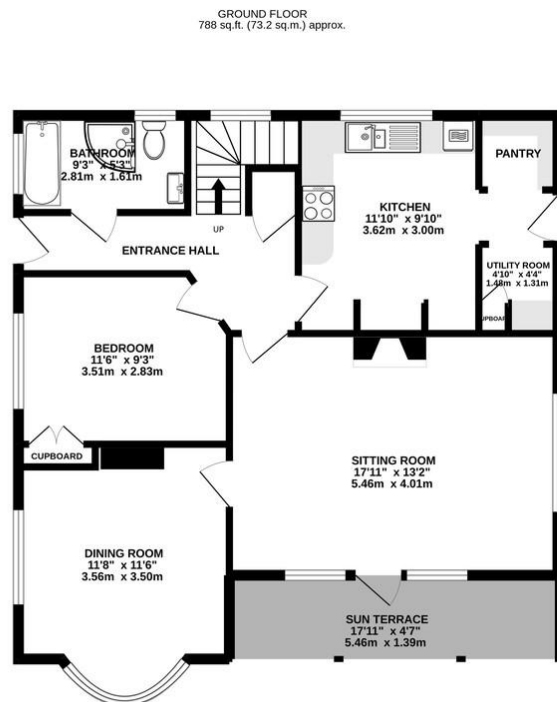 GROUND FLOOR
788 sq.ft. (73.2 sq.m.) approx.
BATHROOM
9'3" x 5'3"
2.81m x 1.61m
UP
ENTRANCE HALL
KITCHEN
11'10" x 9'10"
3.62m x 3.00m
PANTRY
UTILITY ROOM
4'10" x 4'4"
1.48m x 1.31m
UPBOAR
BEDROOM
11'6" x 9'3"
3.51m x 2.83m
CUPBOARD
SITTING ROOM
17'11" x 13'2"
5.46m x 4.01m
DINING ROOM
11'8" x 11'6"
3.56m x 3.50m
SUN TERRACE
17'11" x 4'7"
5.46m x 1.39m